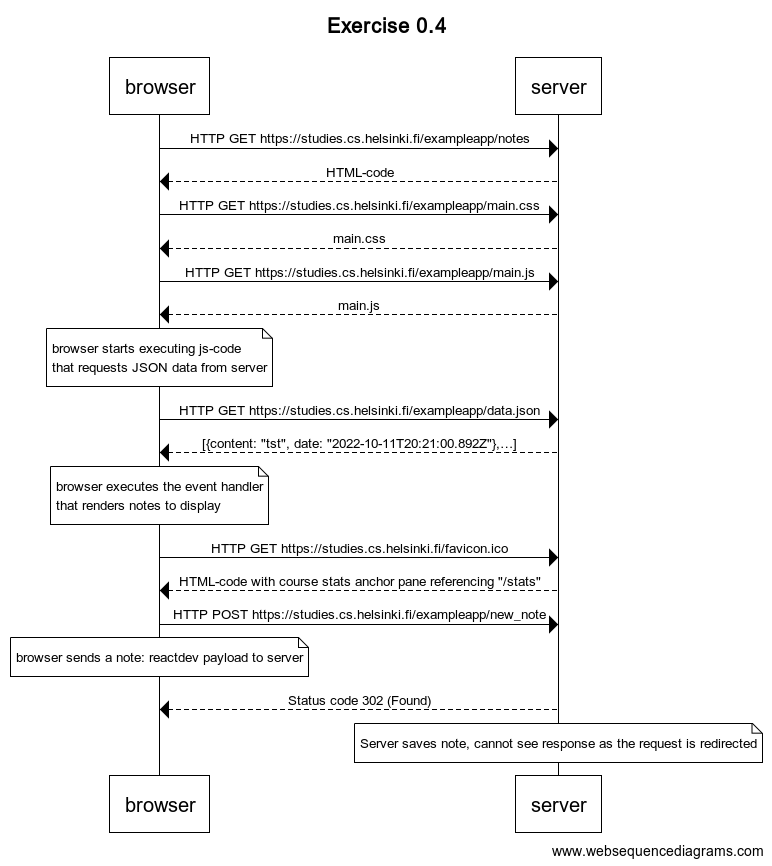 Exercise 0.4
browser
server
HTTP GET https://studies.cs.helsinki.fi/exampleapp/notes
HTML-code
HTTP GET https://studies.cs.helsinki.fi/exampleapp/main.css
main.css
HTTP GET https://studies.cs.helsinki.fi/exampleapp/main.js
main.js
browser starts executing js-code
that requests JSON data from server
HTTP GET https://studies.cs.helsinki.fi/exampleapp/data.json
[{content: "tst", date: "2022-10-11T20:21:00.892Z"},...]
browser executes the event handler
that renders notes to display
HTTP GET https://studies.cs.helsinki.fi/favicon.ico
HTML-code with course stats anchor pane referencing "/stats"
HTTP POST https://studies.cs.helsinki.fi/exampleapp/new_note
browser sends a note: reactdev payload to server
Status code 302 (Found)
Server saves note, cannot see response as the request is redirected
browser
server
www.websequencediagrams.com